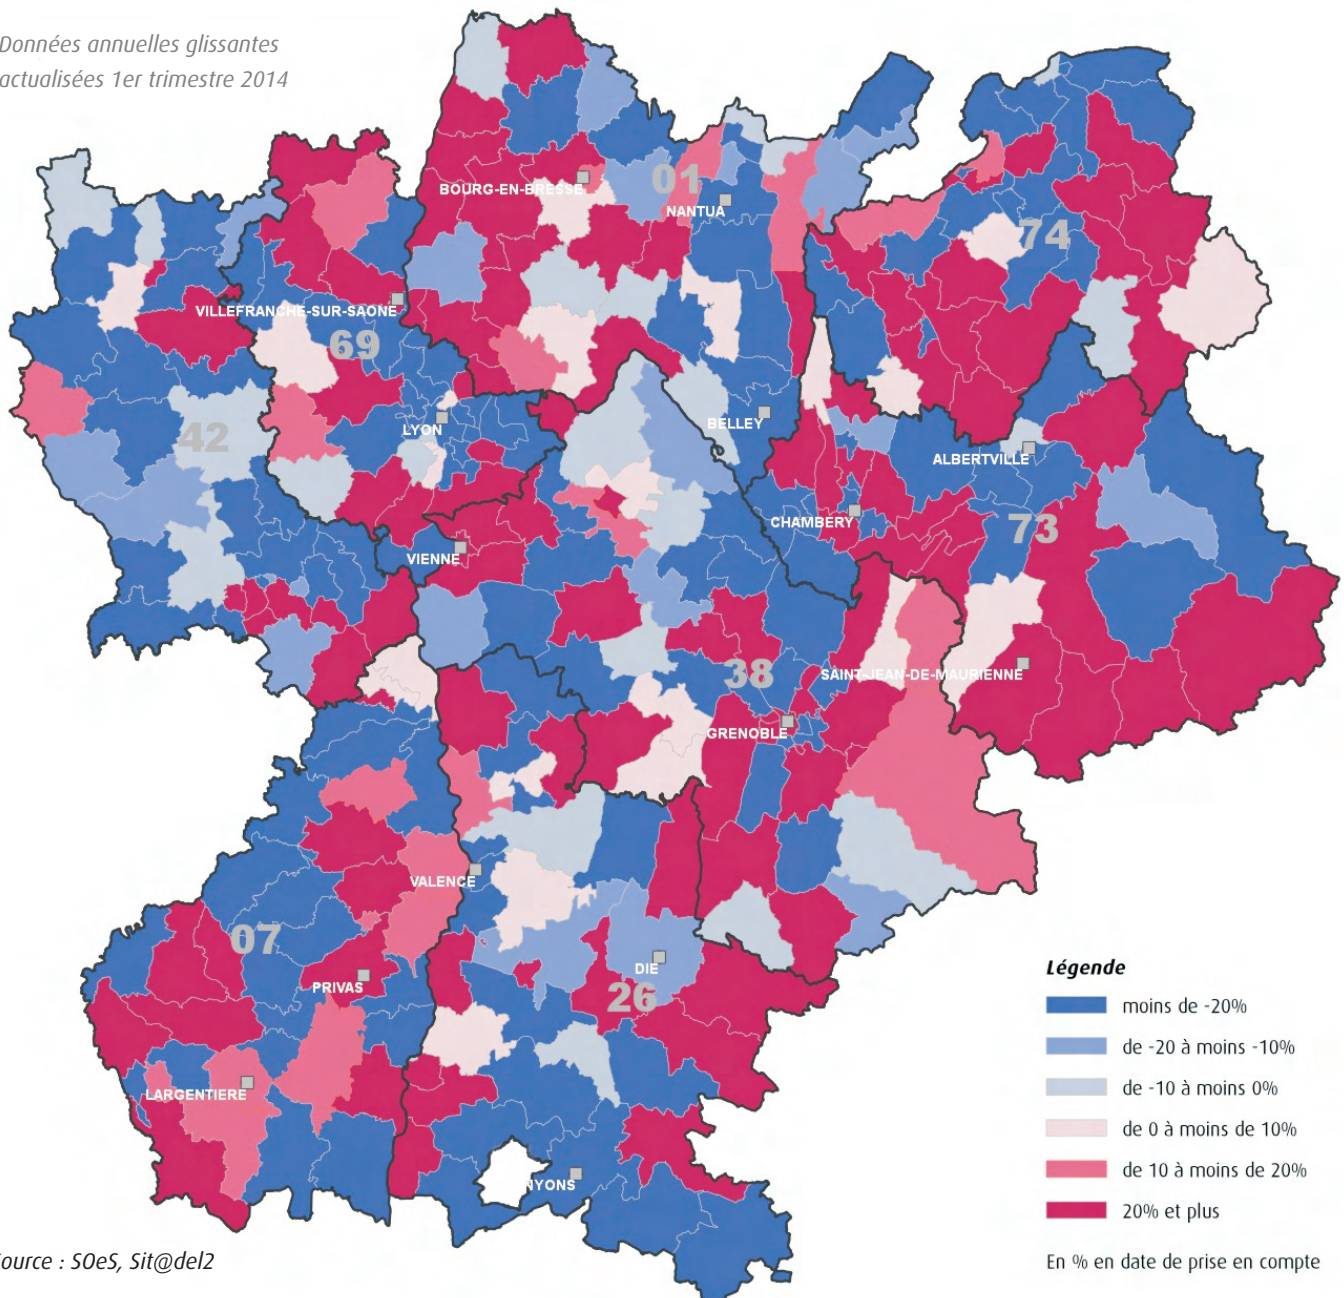 Données annuelles glissantes
actualisées 1er trimestre 2014
BOURG-EN-BRESSE
01
NANTUA
74
VILLEFRANCHE-SUR-SAONE
69
42
LYON
BELLEY
ALBERTVILLE
CHAMBERY
73
VIENNE
38
SAINT-JEAN-DE-MAURIENNE
GRENOBLE
VALENCE
07
PRIVAS
DIE
26
LARGENTIERE
NYONS
Légende
moins de -20%
de -20 à moins -10%
de -10 à moins 0%
de 0 à moins de 10%
de 10 à moins de 20%
20% et plus
En % en date de prise en compte
Source : SOeS, Sit@del2